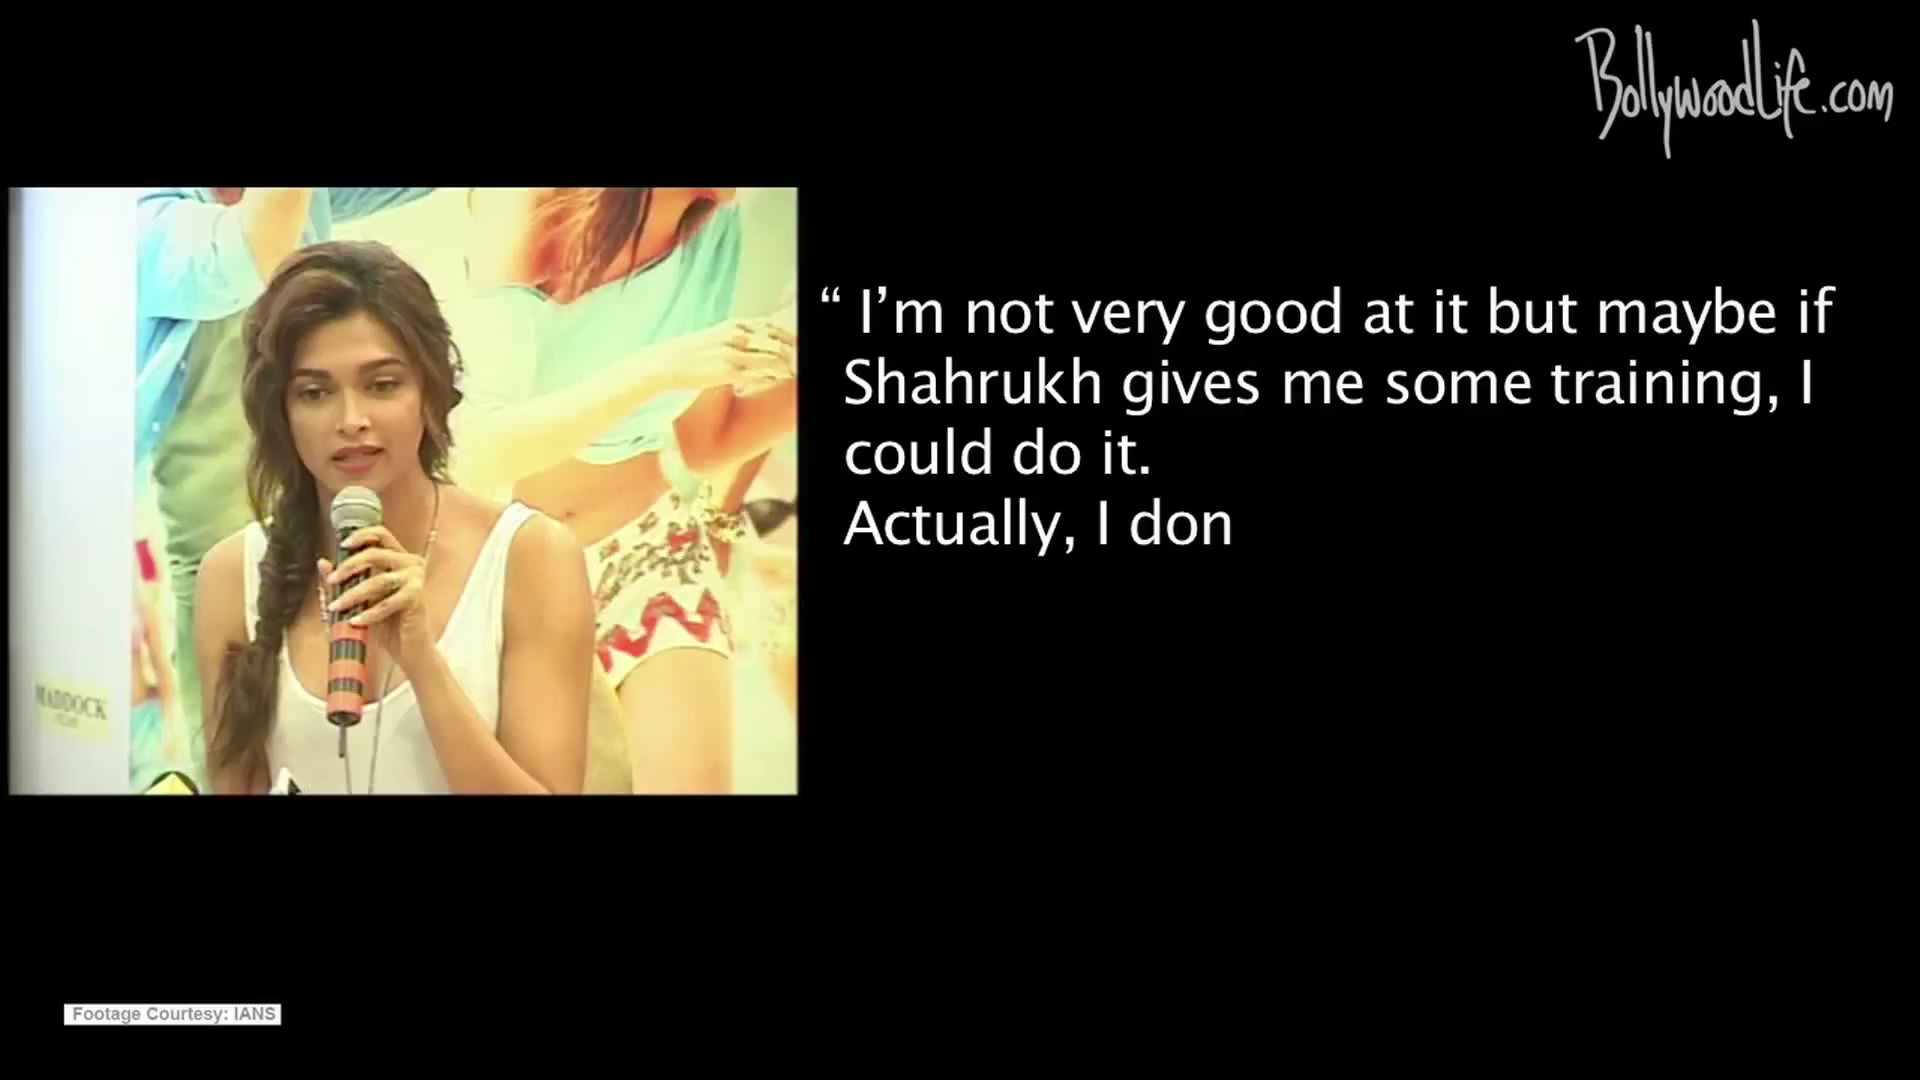 BollywoodLife.com
“ I’m not very good at it but maybe if
Shahrukh gives me some training, I
could do it.
Actually, I don
MADDOCK
Footage Courtesy: IANS